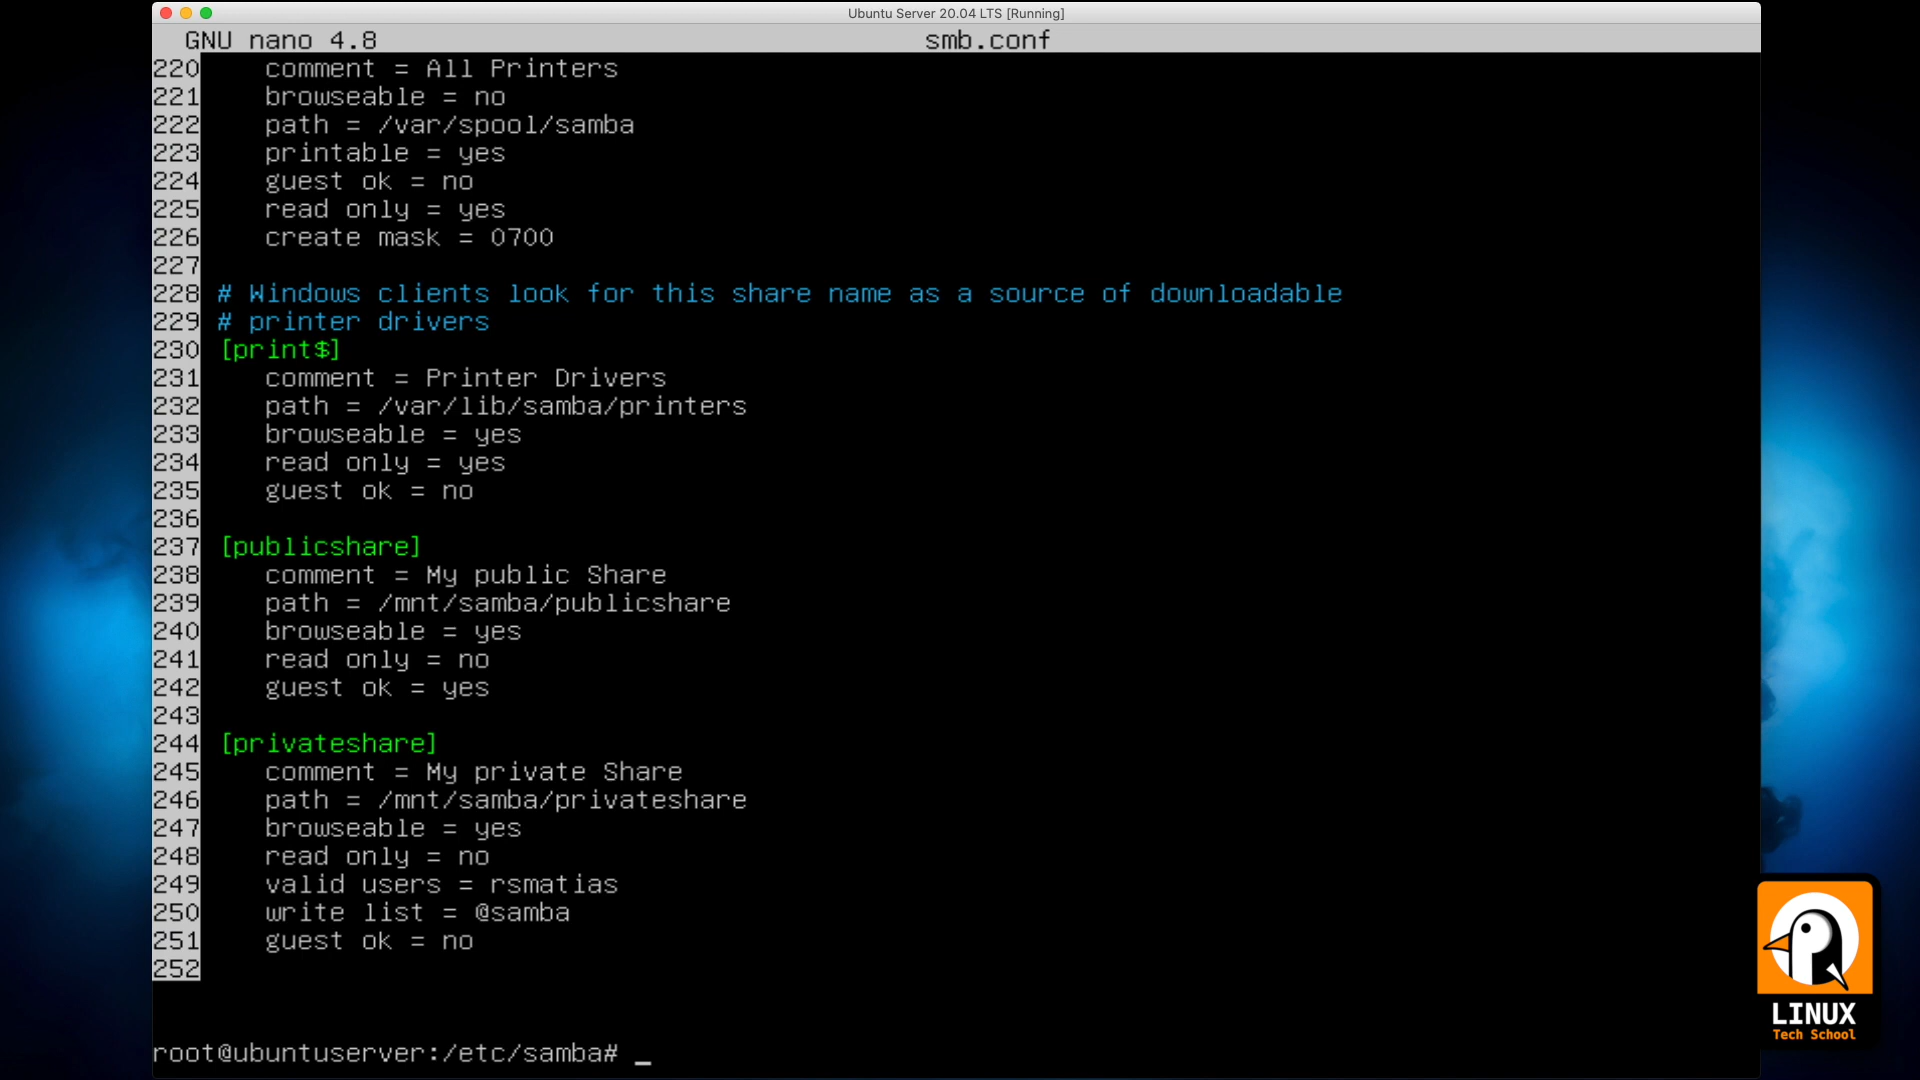 Ubuntu Server 20.04 LTS [Running]
GNU nano 4.8 smb.conf
220 comment = All Printers
221 browseable = no
222 path = /var/spool/samba
223 printable = yes
224 guest ok = no
225 read only = yes
226 create mask = 0700
227
228 # Windows clients look for this share name as a source of downloadable
229 # printer drivers
230 [print$]
231 comment = Printer Drivers
232 path = /var/lib/samba/printers
233 browseable = yes
234 read only = yes
235 guest ok = no
236
237 [publicshare]
238 comment = My public Share
239 path = /mnt/samba/publicshare
240 browseable = yes
241 read only = no
242 guest ok = yes
243
244 [privateshare]
245 comment = My private Share
246 path = /mnt/samba/privateshare
247 browseable = yes
248 read only = no
249 valid users = rsmatias
250 write list = @samba
251 guest ok = no
252
root@ubuntuserver:/etc/samba# _
LINUX
Tech School